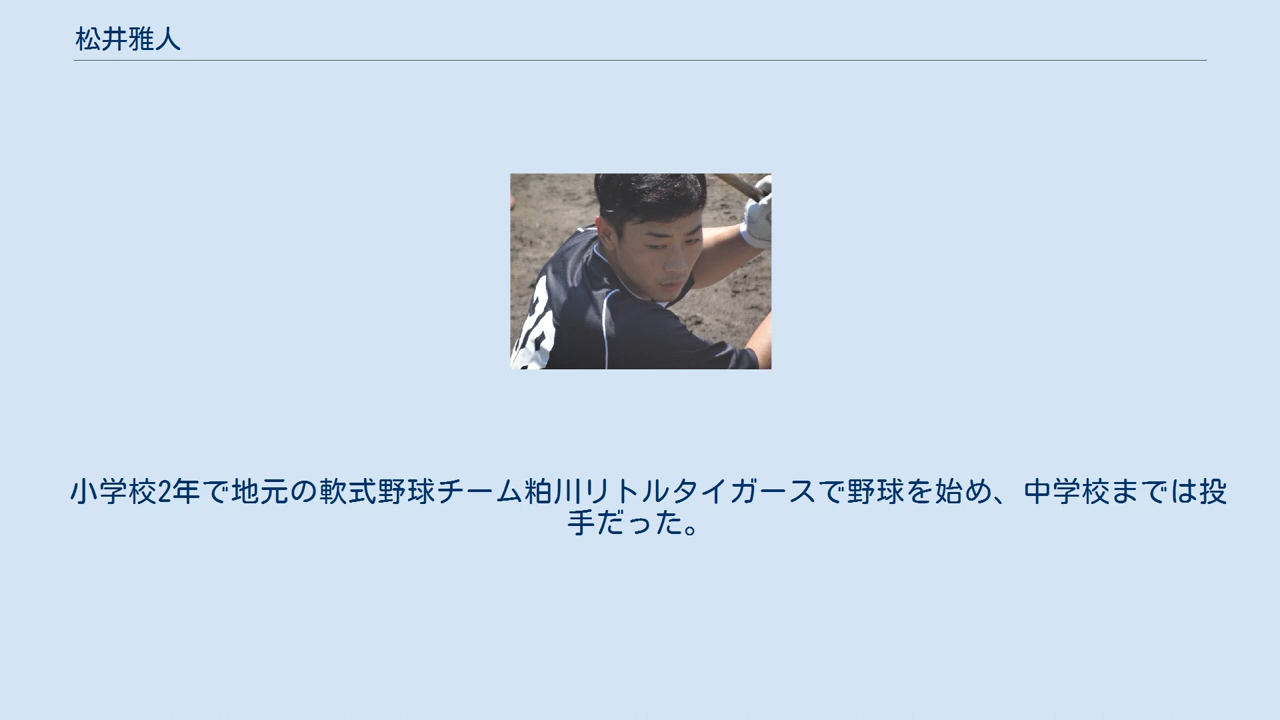 松井雅人
小学校2年で地元の軟式野球チーム粕川リトルタイガースで野球を始め、中学校までは投
手だった。